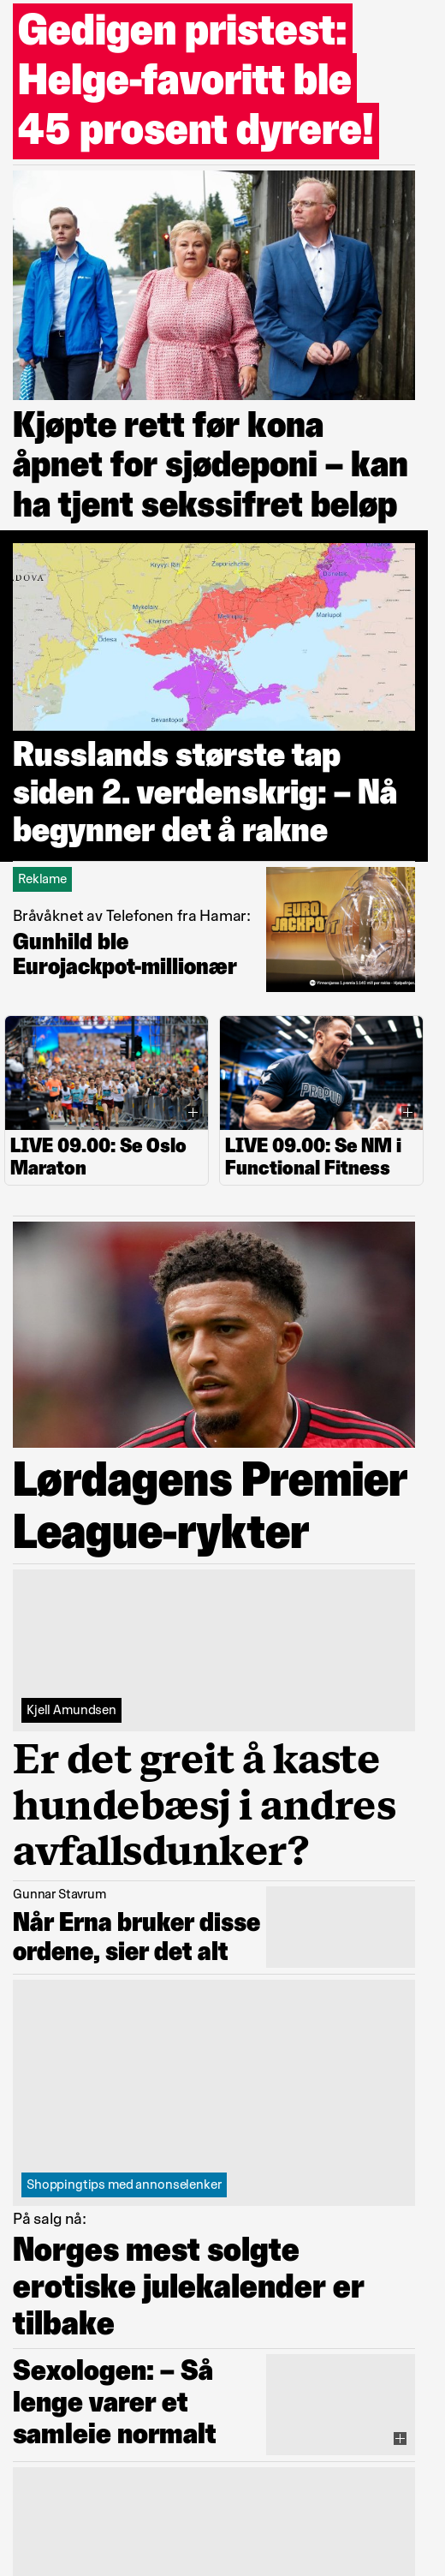 Gedigen pristest:
Helge-favoritt ble
45 prosent dyrere!
Kjøpte rett før kona
åpnet for sjødeponi – kan
ha tjent sekssifret beløp
DOVA
Kryvyi Rih
Zaporizhzhia
Donetsk
Mykolaiv
Kherson
Melitopol
Mariupol
Odesa
Sevastopol
Russlands største tap
siden 2. verdenskrig: – Nå
begynner det å rakne
Reklame
Bråvåknet av Telefonen fra Hamar:
Gunhild ble
Eurojackpot-millionær
EURO
JACKPOT
PROPUD
LIVE 09.00: Se Oslo
Maraton
LIVE 09.00: Se NM i
Functional Fitness
Lørdagens Premier
League-rykter
Kjell Amundsen
Er det greit å kaste
hundebæsj i andres
avfallsdunker?
Gunnar Stavrum
Når Erna bruker disse
ordene, sier det alt
Shoppingtips med annonselenker
På salg nå:
Norges mest solgte
erotiske julekalender er
tilbake
Sexologen: – Så
lenge varer et
samleie normalt